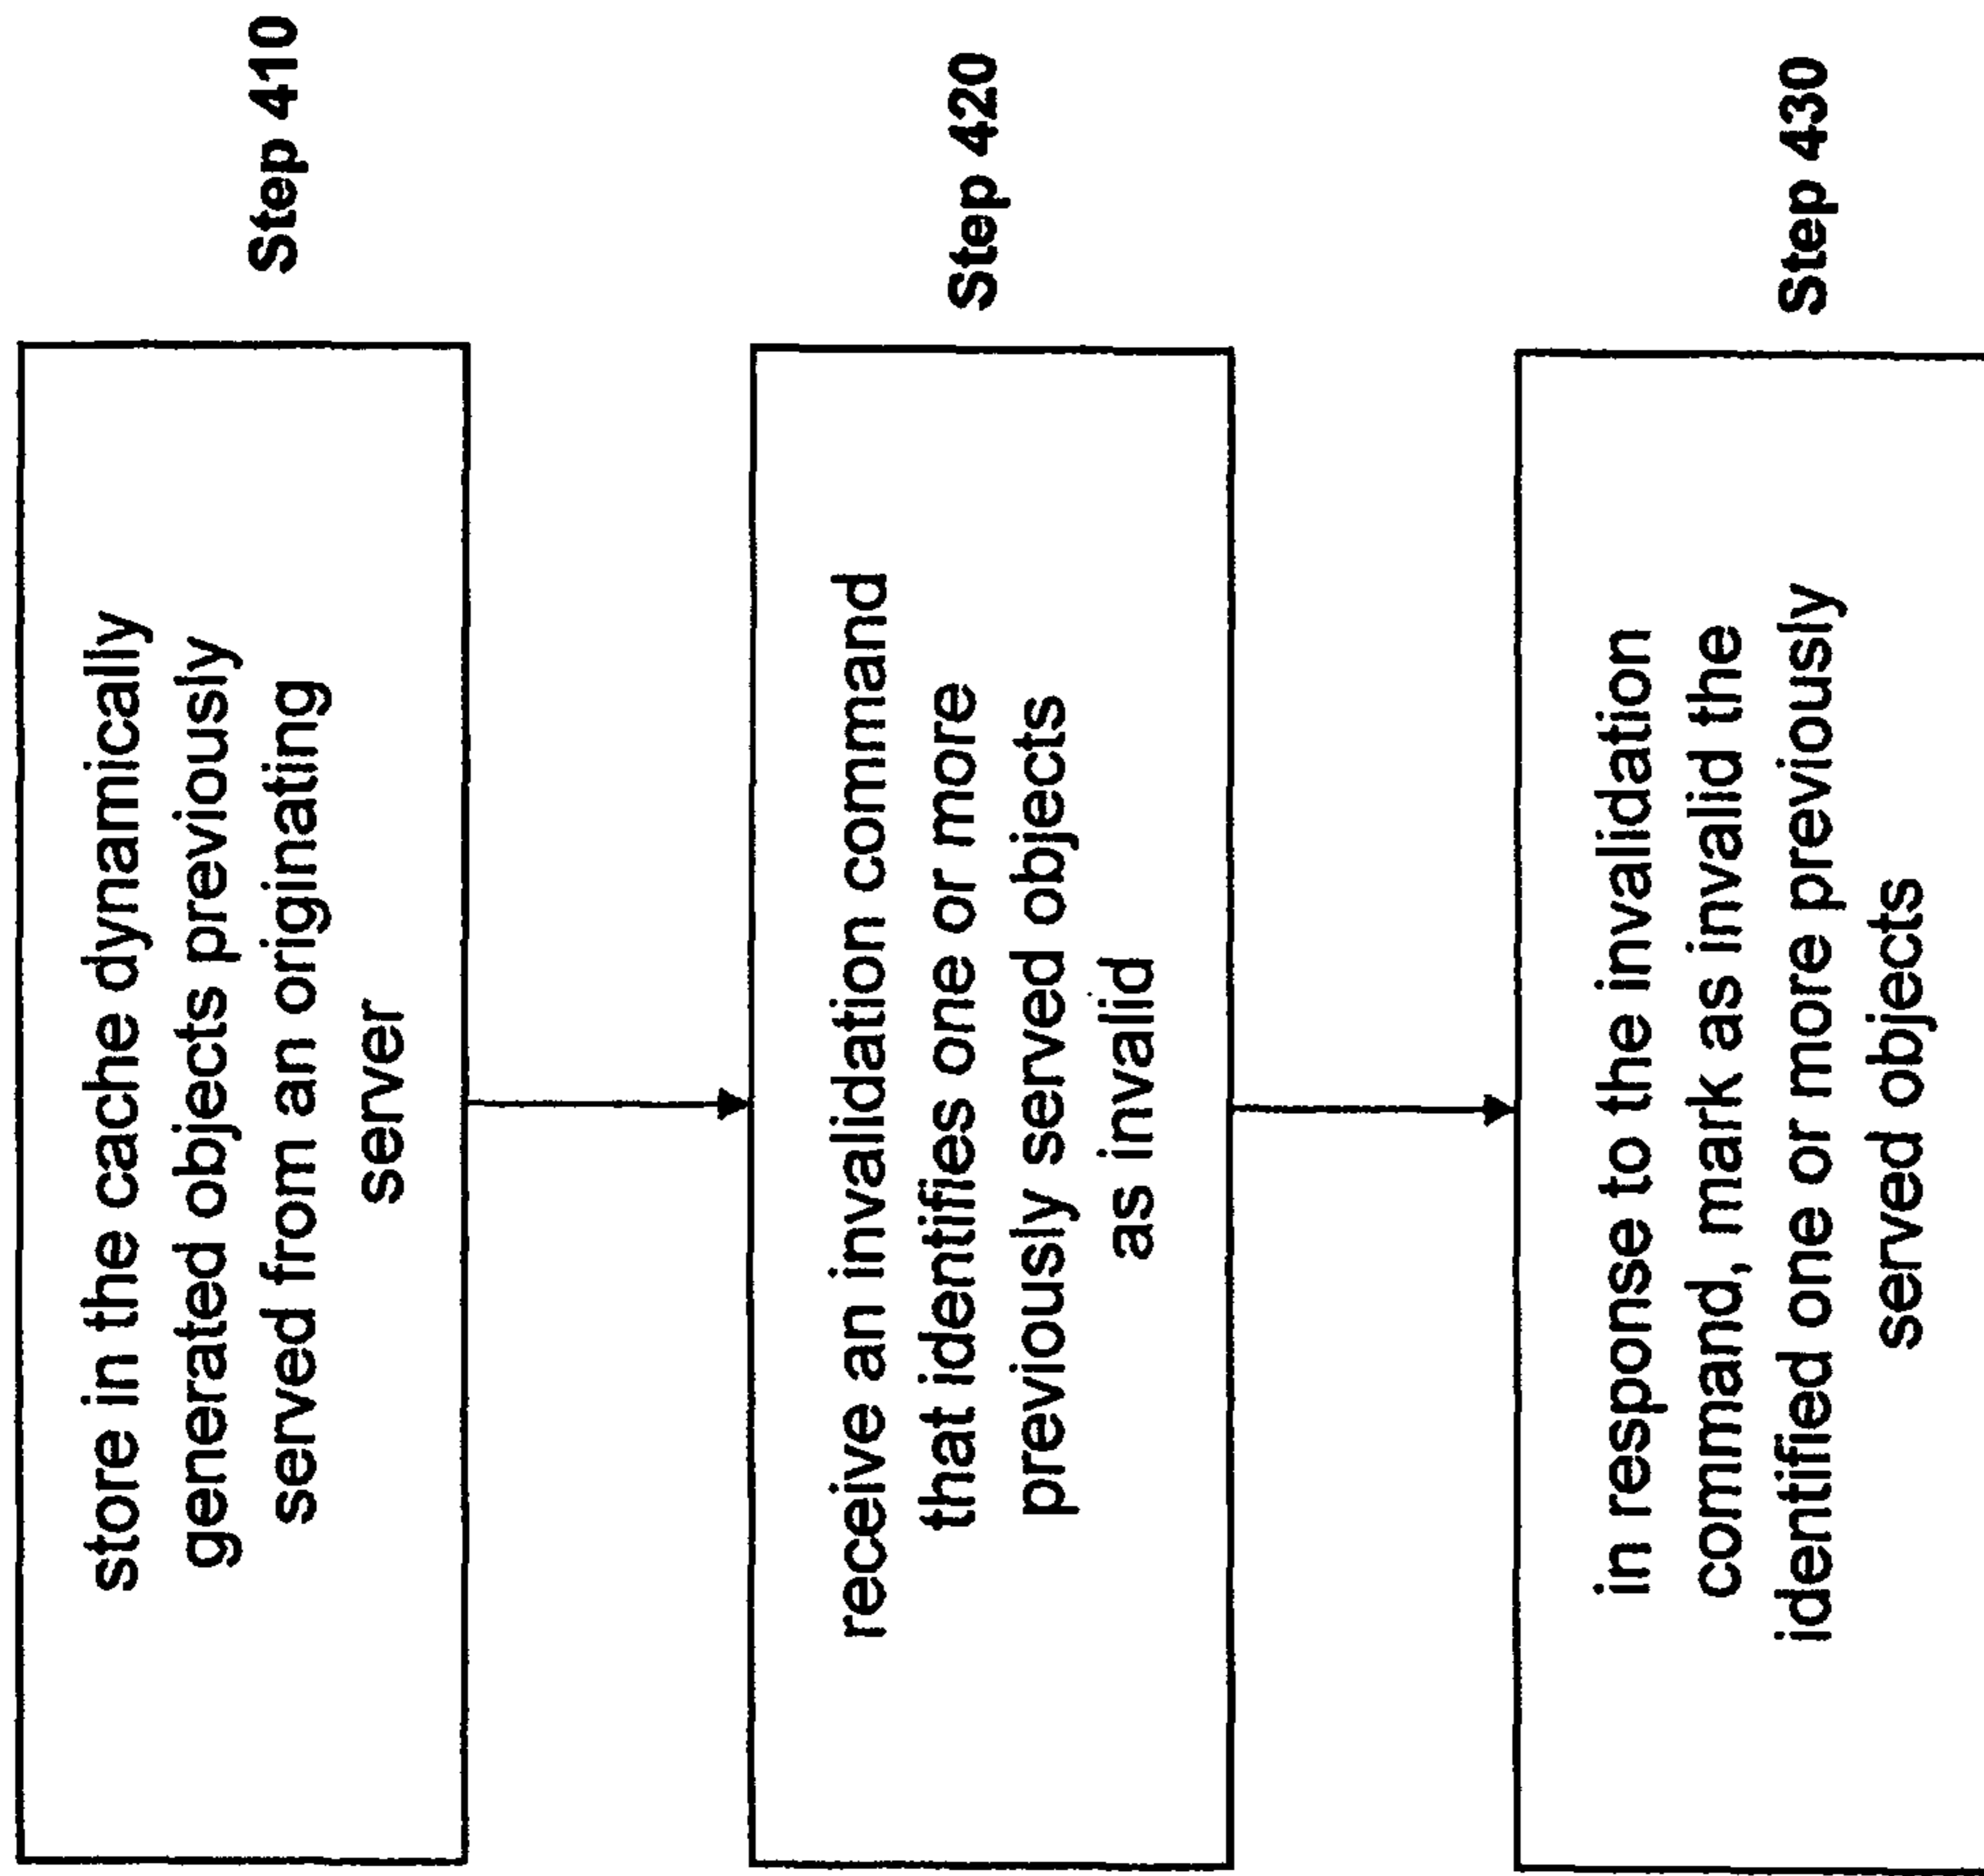 store in the cache dynamically
generated objects previously
served from an originating
server
Step 410
receive an invalidation command
that identifies one or more
previously served objects
as invalid
Step 420
in response to the invalidation
command, mark as invalid the
identified one or more previously
served objects
Step 430